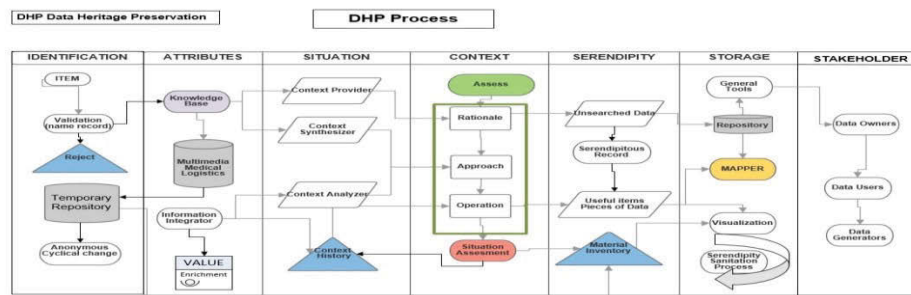 DHP Data Heritage Preservation
DHP Process
IDENTIFICATION
ATTRIBUTES
SITUATION
CONTEXT
SERENDIPITY
STORAGE
STAKEHOLDER
ITEM
Validation
(name record)
Reject
Temporary
Repository
Anonymous
Cyclical change
Knowledge
Base
Multimedia
Medical
Logistics
Information
Integrator
VALUE
Enrichment
Context Provider
Context
Synthesizer
Context Analyzer
Context
History
Assess
Rationale
Approach
Operation
Situation
Assesment
Unsearched Data
Serendipitous
Record
Useful items
Pieces of Data
Material
Inventory
General
Tools
Repository
MAPPER
Visualization
Serendipity
Sanitation
Process
Data Owners
Data Users
Data
Generators